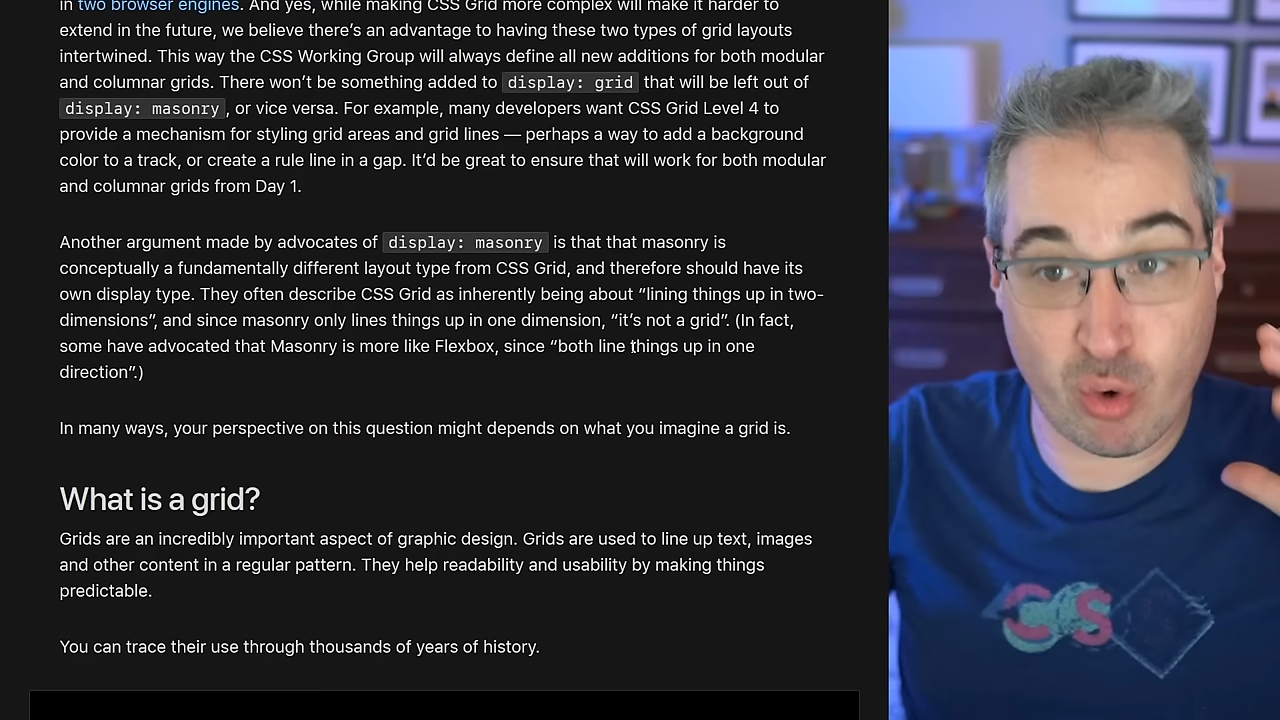 in two browser engines. And yes, while making CSS Grid more complex will make it harder to
extend in the future, we believe there’s an advantage to having these two types of grid layouts
intertwined. This way the CSS Working Group will always define all new additions for both modular
and columnar grids. There won’t be something added to display: grid that will be left out of
display: masonry, or vice versa. For example, many developers want CSS Grid Level 4 to
provide a mechanism for styling grid areas and grid lines — perhaps a way to add a background
color to a track, or create a rule line in a gap. It’d be great to ensure that will work for both modular
and columnar grids from Day 1.
Another argument made by advocates of display: masonry is that that masonry is
conceptually a fundamentally different layout type from CSS Grid, and therefore should have its
own display type. They often describe CSS Grid as inherently being about “lining things up in two-
dimensions”, and since masonry only lines things up in one dimension, “it’s not a grid”. (In fact,
some have advocated that Masonry is more like Flexbox, since “both line things up in one
direction”.)
In many ways, your perspective on this question might depends on what you imagine a grid is.
What is a grid?
Grids are an incredibly important aspect of graphic design. Grids are used to line up text, images
and other content in a regular pattern. They help readability and usability by making things
predictable.
You can trace their use through thousands of years of history.
CSS